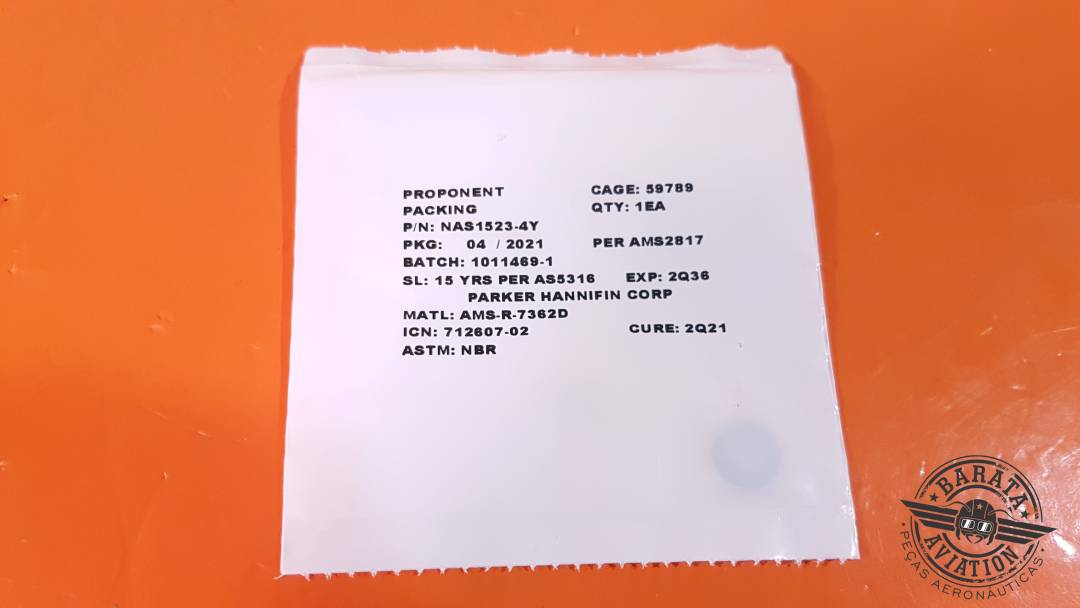 PROPONENT CAGE: 59789
PACKING QTY: 1EA
P/N: NAS1523-4Y
PKG: 04 / 2021 PER AMS2817
BATCH: 1011469-1
SL: 15 YRS PER AS5316 EXP: 2Q36
PARKER HANNIFIN CORP
MATL: AMS-R-7362D
ICN: 712607-02 CURE: 2Q21
ASTM: NBR
BARATA
AVIATION
PEÇAS AERONÁUTICAS